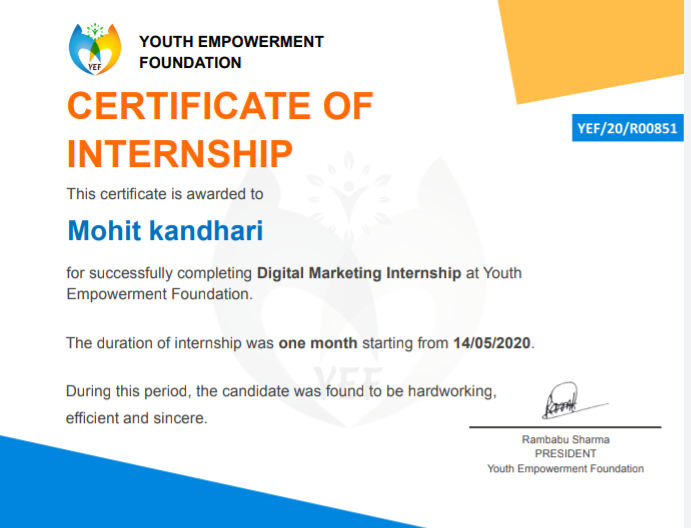 YEF
YOUTH EMPOWERMENT
FOUNDATION
CERTIFICATE OF
INTERNSHIP
YEF/20/R00851
This certificate is awarded to
Mohit kandhari
for successfully completing Digital Marketing Internship at Youth
Empowerment Foundation.
The duration of internship was one month starting from 14/05/2020.
YEF
During this period, the candidate was found to be hardworking,
efficient and sincere.
Rambabu Sharma
PRESIDENT
Youth Empowerment Foundation